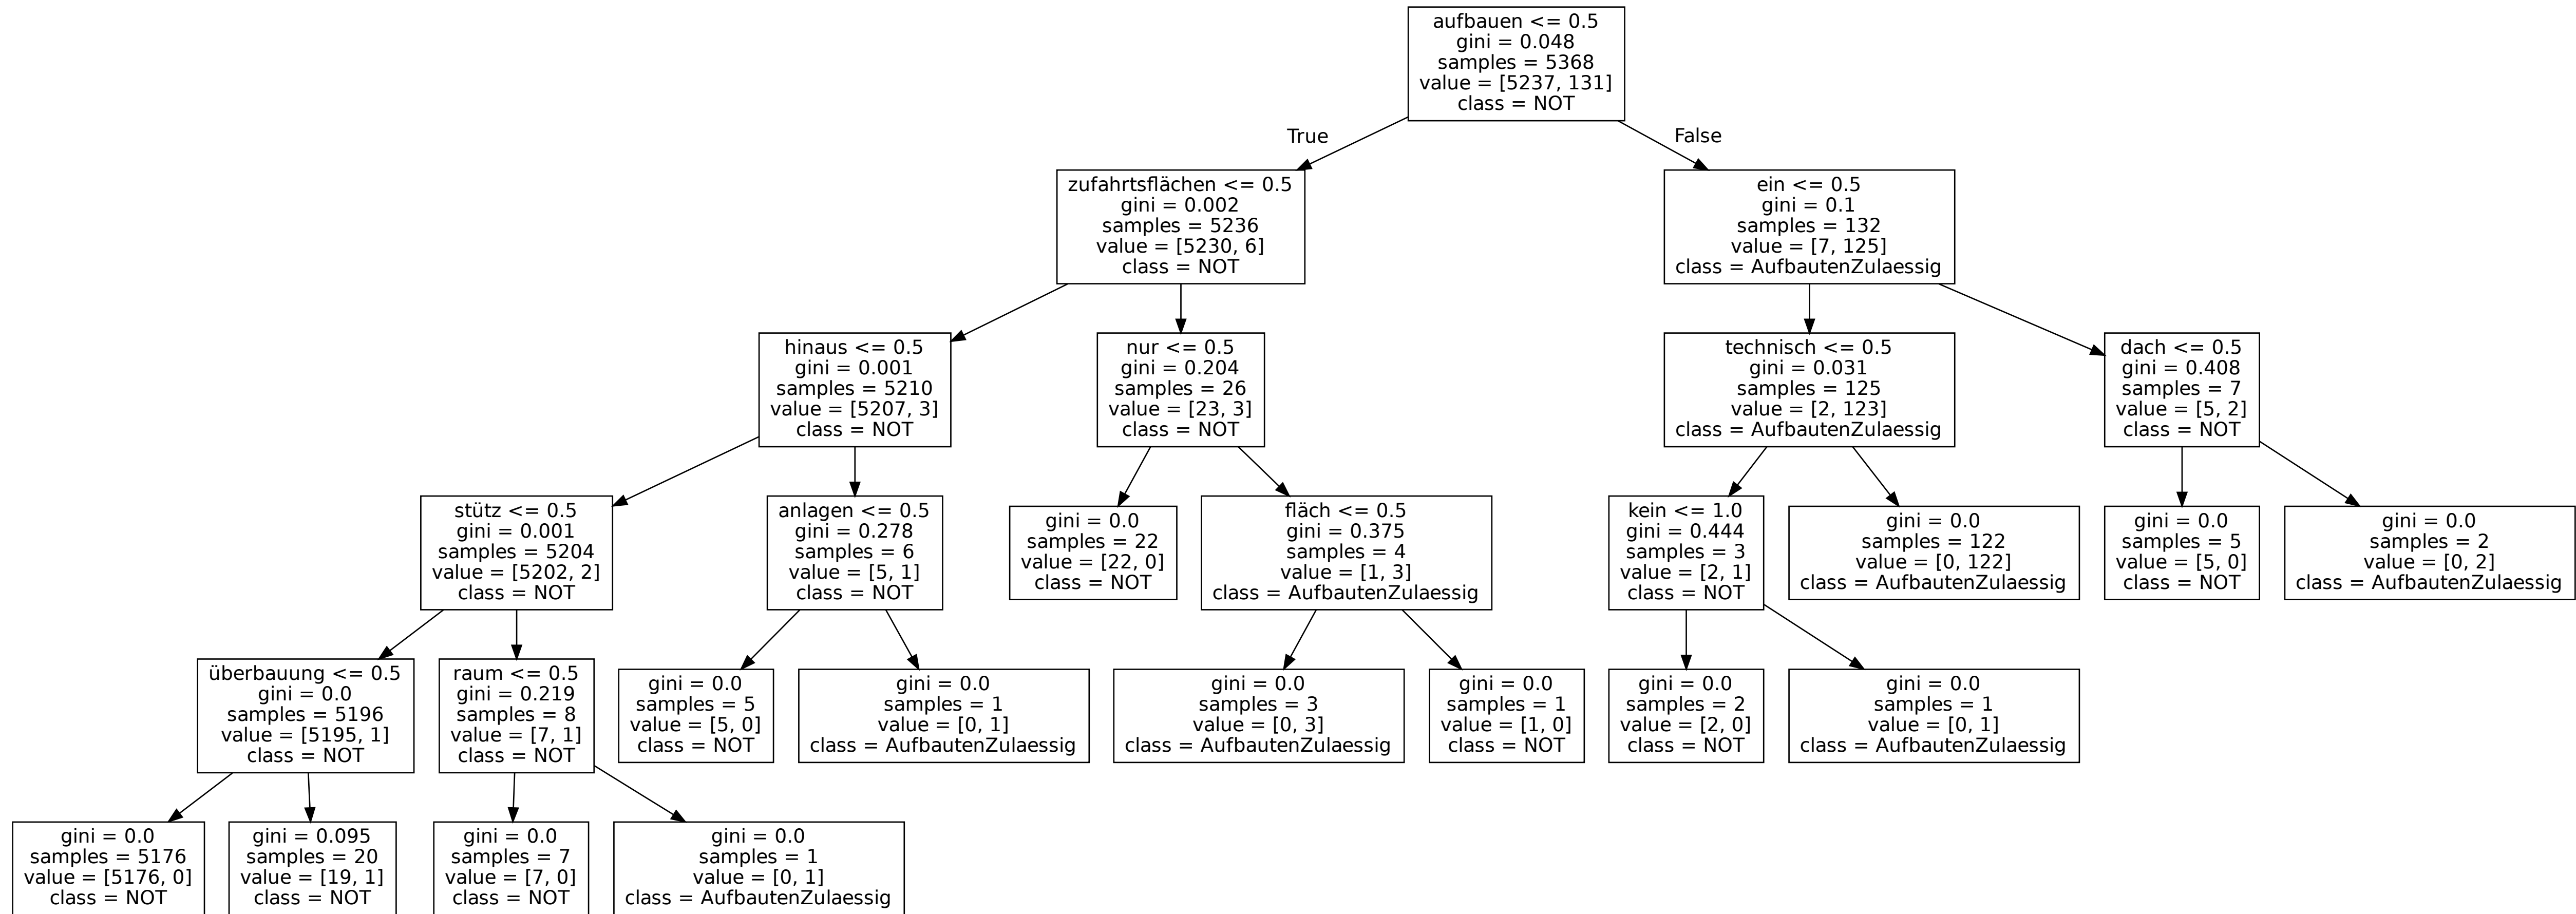 aufbauen <= 0.5
gini = 0.048
samples = 5368
value = [5237, 131]
class = NOT
True
False
zufahrtsflächen <= 0.5
gini = 0.002
samples = 5236
value = [5230, 6]
class = NOT
ein <= 0.5
gini = 0.1
samples = 132
value = [7, 125]
class = AufbautenZulaessig
hinaus <= 0.5
gini = 0.001
samples = 5210
value = [5207, 3]
class = NOT
nur <= 0.5
gini = 0.204
samples = 26
value = [23, 3]
class = NOT
technisch <= 0.5
gini = 0.031
samples = 125
value = [2, 123]
class = AufbautenZulaessig
dach <= 0.5
gini = 0.408
samples = 7
value = [5, 2]
class = NOT
stütz <= 0.5
gini = 0.001
samples = 5204
value = [5202, 2]
class = NOT
anlagen <= 0.5
gini = 0.278
samples = 6
value = [5, 1]
class = NOT
gini = 0.0
samples = 22
value = [22, 0]
class = NOT
fläch <= 0.5
gini = 0.375
samples = 4
value = [1, 3]
class = AufbautenZulaessig
kein <= 1.0
gini = 0.444
samples = 3
value = [2, 1]
class = NOT
gini = 0.0
samples = 122
value = [0, 122]
class = AufbautenZulaessig
gini = 0.0
samples = 5
value = [5, 0]
class = NOT
gini = 0.0
samples = 2
value = [0, 2]
class = AufbautenZulaessig
überbauung <= 0.5
gini = 0.0
samples = 5196
value = [5195, 1]
class = NOT
raum <= 0.5
gini = 0.219
samples = 8
value = [7, 1]
class = NOT
gini = 0.0
samples = 5
value = [5, 0]
class = NOT
gini = 0.0
samples = 1
value = [0, 1]
class = AufbautenZulaessig
gini = 0.0
samples = 3
value = [0, 3]
class = AufbautenZulaessig
gini = 0.0
samples = 1
value = [1, 0]
class = NOT
gini = 0.0
samples = 2
value = [2, 0]
class = NOT
gini = 0.0
samples = 1
value = [0, 1]
class = AufbautenZulaessig
gini = 0.0
samples = 5176
value = [5176, 0]
class = NOT
gini = 0.095
samples = 20
value = [19, 1]
class = NOT
gini = 0.0
samples = 7
value = [7, 0]
class = NOT
gini = 0.0
samples = 1
value = [0, 1]
class = AufbautenZulaessig